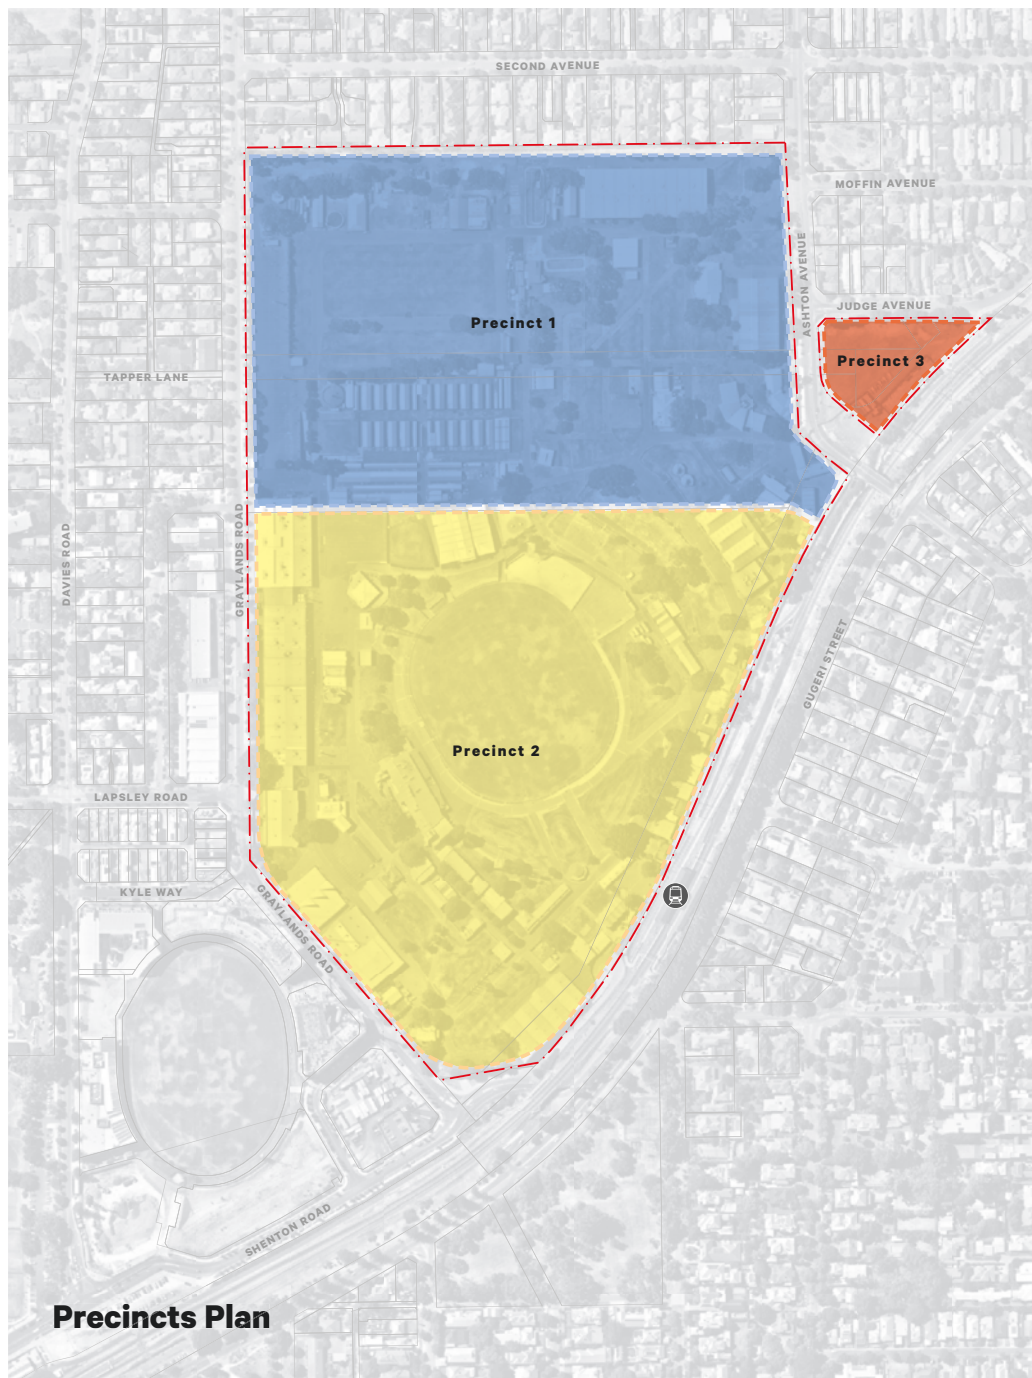 SECOND AVENUE
MOFFIN AVENUE
ASHTON AVENUE
JUDGE AVENUE
Precinct 1
Precinct 3
TAPPER LANE
DAVIES ROAD
GRAYLANDS ROAD
GUGERI STREET
Precinct 2
LAPSLEY ROAD
KYLE WAY
GRAYLANDS ROAD
SHENTON ROAD
Precincts Plan